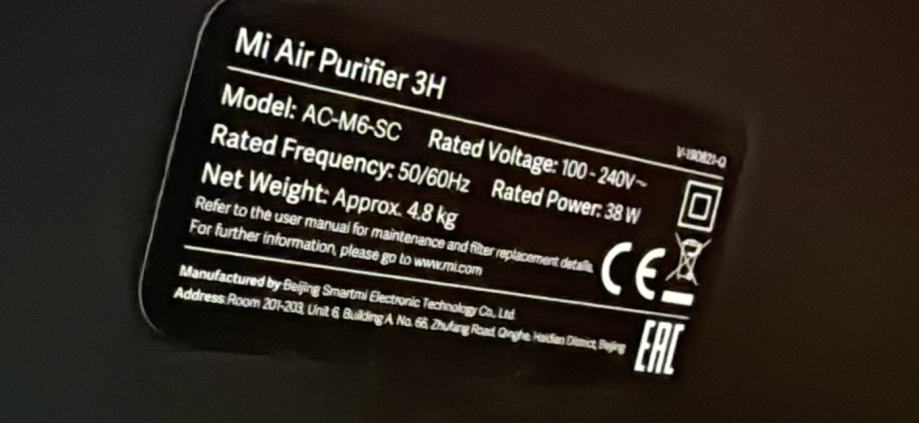 Mi Air Purifier 3H
Model: AC-M6-SC Rated Voltage: 100 - 240V~
Rated Frequency: 50/60Hz Rated Power: 38 W
Net Weight: Approx. 4.8 kg
Refer to the user manual for maintenance and filter replacement details.
For further information, please go to www.mi.com
Manufactured by Beijing Smartmi Electronic Technology Co., Ltd.
Address: Room 201-203, Unit 6, Building A, No. 66, Zhufang Road, Qinghe, Haidian District, Beijing
CE
EAC